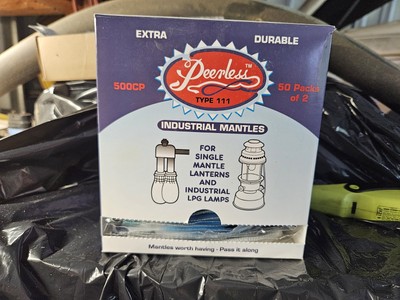 EXTRA DURABLE
Peerless™
TYPE 111
500CP
50 Packs
of 2
INDUSTRIAL MANTLES
FOR
SINGLE
MANTLE
LANTERNS
AND
INDUSTRIAL
LPG LAMPS
Mantles worth having - Pass it along